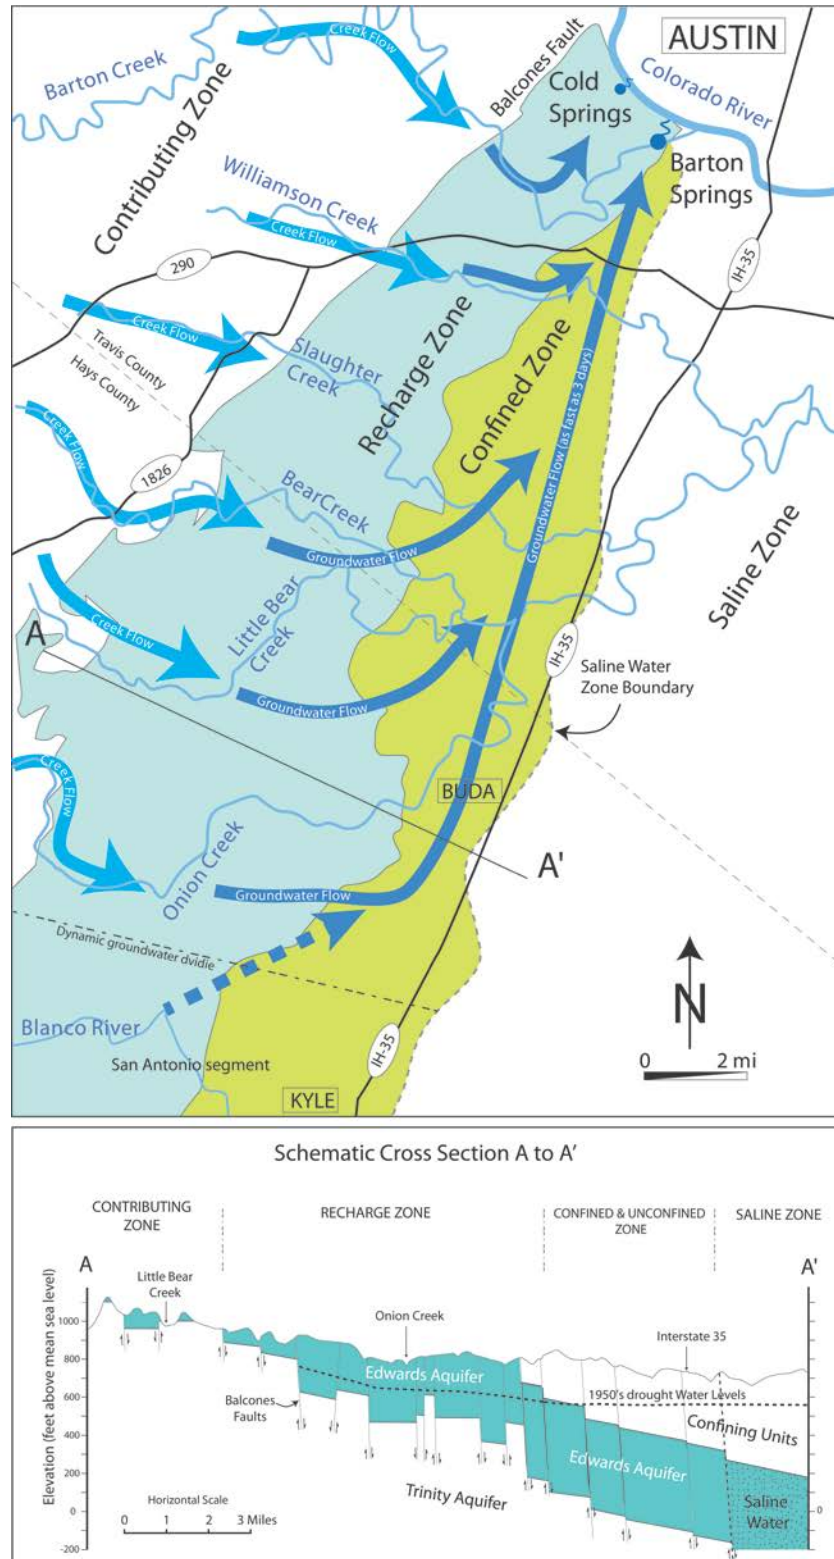 AUSTIN
Creek Flow
Barton Creek
Contributing Zone
Balcones Fault
Cold
Springs
Colorado River
Barton
Springs
Williamson Creek
Creek Flow
290
IH-35
Creek Flow
Travis County
Hays County
Slaughter
Creek
Recharge Zone
Confined Zone
Groundwater Flow (as fast as 3 days)
Creek Flow
1826
BearCreek
Groundwater Flow
Saline Zone
Creek Flow
Little Bear
Creek
A
IH-35
Saline Water
Zone Boundary
Groundwater Flow
Creek Flow
BUDA
Onion Creek
A'
Groundwater Flow
Dynamic groundwater dvidie
N
Blanco River
IH-35
0 2 mi
San Antonio segment
KYLE
Schematic Cross Section A to A'
CONTRIBUTING
ZONE
RECHARGE ZONE
CONFINED & UNCONFINED
ZONE
SALINE ZONE
A
A'
Little Bear
Creek
Onion Creek
Interstate 35
Elevation (feet above mean sea level)
1000
800
600
400
200
0
-200
Edwards Aquifer
1950's drought Water Levels
Balcones
Faults
Confining Units
Edwards Aquifer
Trinity Aquifer
Saline
Water
Horizontal Scale
0 1 2 3 Miles
0